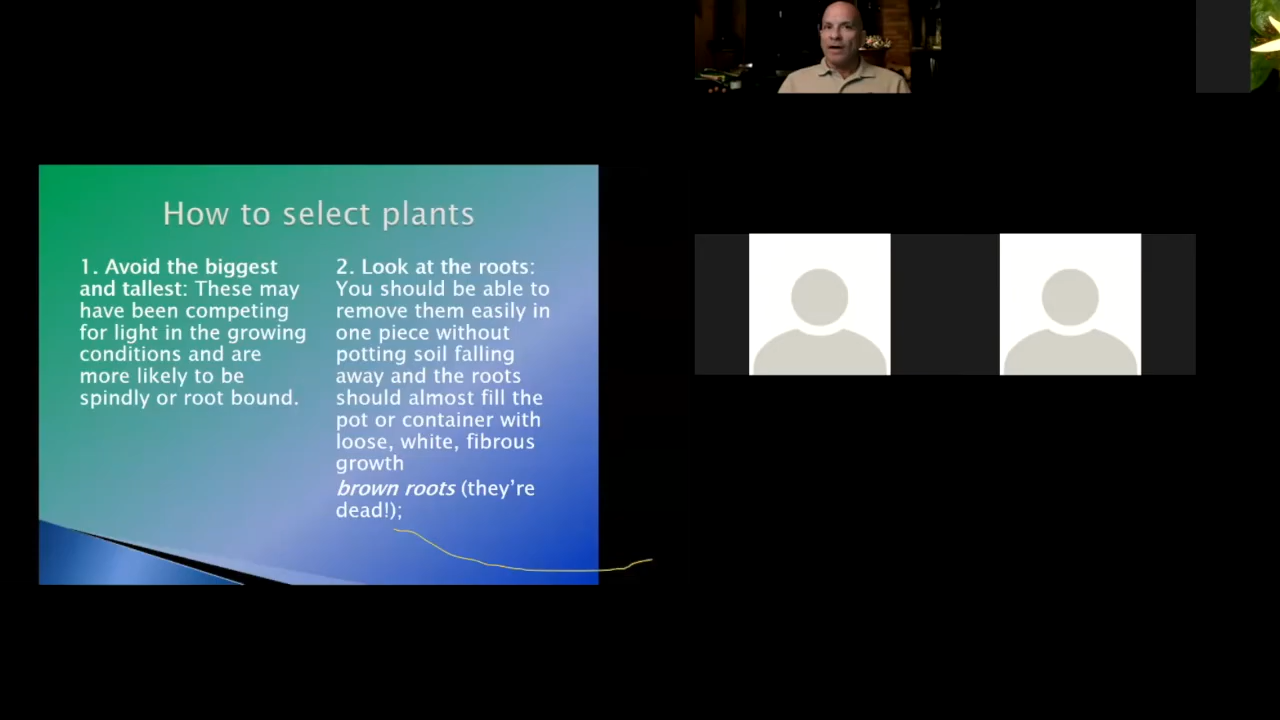 How to select plants
1. Avoid the biggest
and tallest: These may
have been competing
for light in the growing
conditions and are
more likely to be
spindly or root bound.
2. Look at the roots:
You should be able to
remove them easily in
one piece without
potting soil falling
away and the roots
should almost fill the
pot or container with
loose, white, fibrous
growth
brown roots (they’re
dead!);